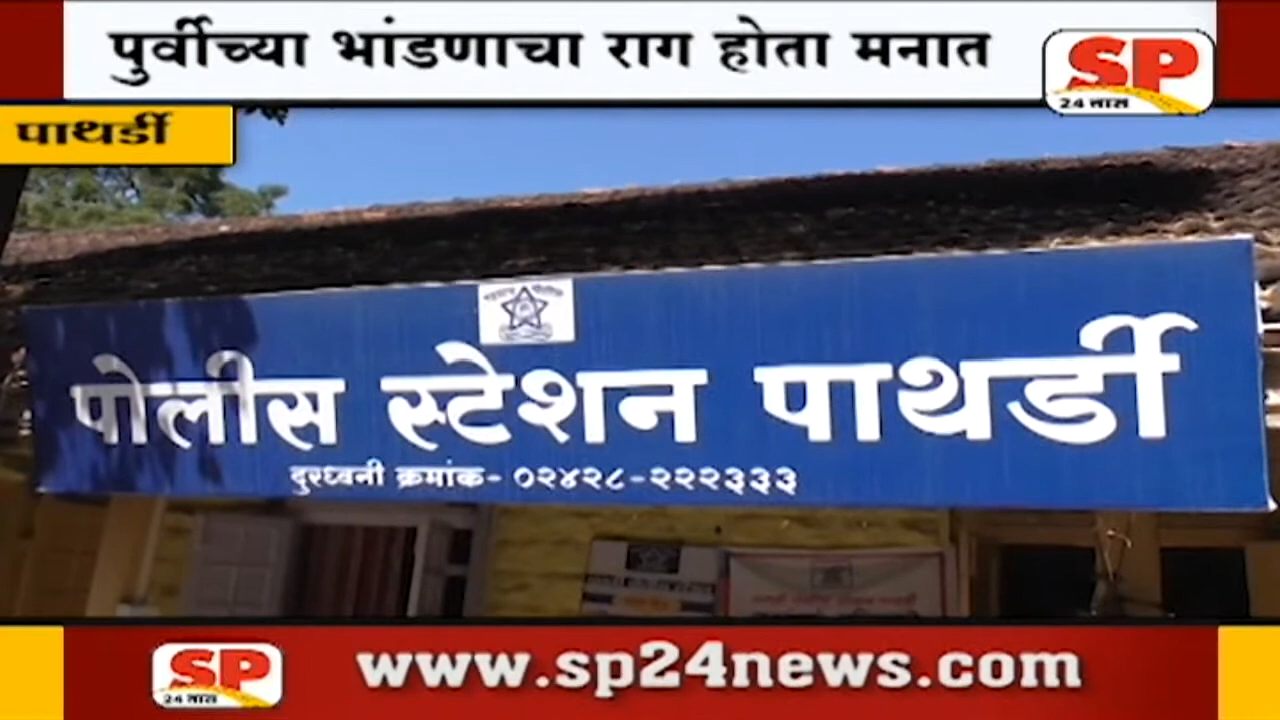 पुर्वीच्या भांडणाचा राग होता मनात
SP
24 तास
पाथर्डी
पोलीस स्टेशन पाथर्डी
दुरध्वनी क्रमांक- ०२४२८-२२२३३३
SP
24 तास
www.sp24news.com